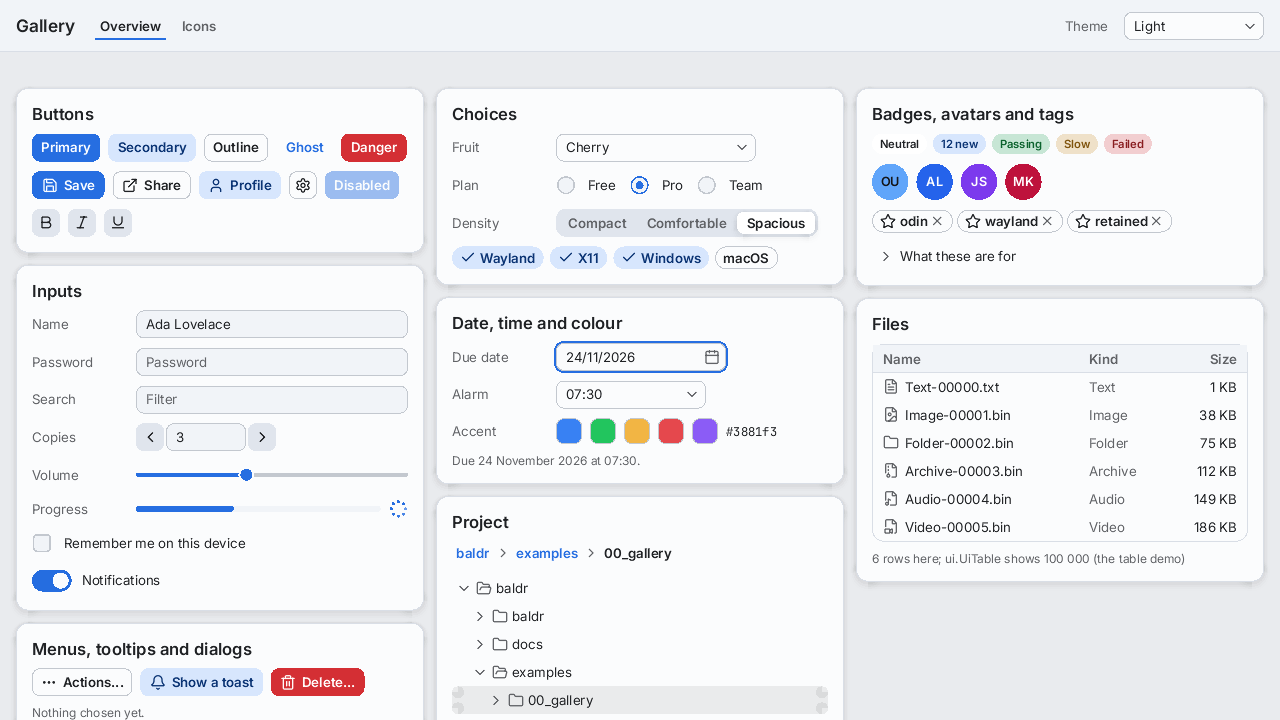 Gallery Overview Icons Theme Light
Buttons
Primary Secondary Outline Ghost Danger
Save Share Profile Disabled
B I U
Inputs
Name Ada Lovelace
Password Password
Search Filter
Copies 3
Volume
Progress
Remember me on this device
Notifications
Menus, tooltips and dialogs
Actions... Show a toast Delete...
Nothing chosen yet.
Choices
Fruit Cherry
Plan Free Pro Team
Density Compact Comfortable Spacious
Wayland X11 Windows macOS
Date, time and colour
Due date 24/11/2026
Alarm 07:30
Accent #3881f3
Due 24 November 2026 at 07:30.
Project
baldr examples 00_gallery
baldr
baldr
docs
examples
00_gallery
Badges, avatars and tags
Neutral 12 new Passing Slow Failed
OU AL JS MK
odin wayland retained
What these are for
Files
Name Kind Size
Text-00000.txt Text 1 KB
Image-00001.bin Image 38 KB
Folder-00002.bin Folder 75 KB
Archive-00003.bin Archive 112 KB
Audio-00004.bin Audio 149 KB
Video-00005.bin Video 186 KB
6 rows here; ui.UiTable shows 100 000 (the table demo)